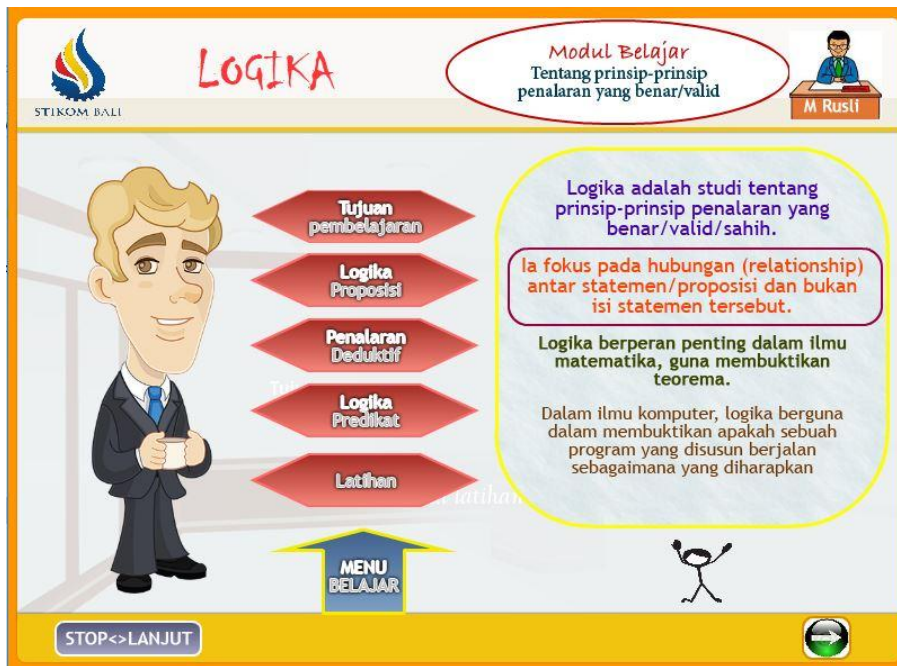 STIKOM BALI
LOGIKA
Modul Belajar
Tentang prinsip-prinsip
penalaran yang benar/valid
M Rusli
Tujuan
pembelajaran
Logika
Proposisi
Penalaran
Deduktif
Logika
Predikat
Latihan
latihan
MENU
BELAJAR
Logika adalah studi tentang
prinsip-prinsip penalaran yang
benar/valid/sahih.
Ia fokus pada hubungan (relationship)
antar statemen/proposisi dan bukan
isi statemen tersebut.
Logika berperan penting dalam ilmu
matematika, guna membuktikan
teorema.
Dalam ilmu komputer, logika berguna
dalam membuktikan apakah sebuah
program yang disusun berjalan
sebagaimana yang diharapkan
STOP<>LANJUT